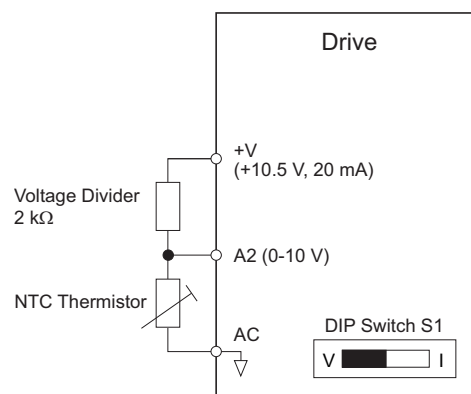 Drive
+V
(+10.5 V, 20 mA)
Voltage Divider
2 kΩ
A2 (0-10 V)
NTC Thermistor
AC
DIP Switch S1
V I